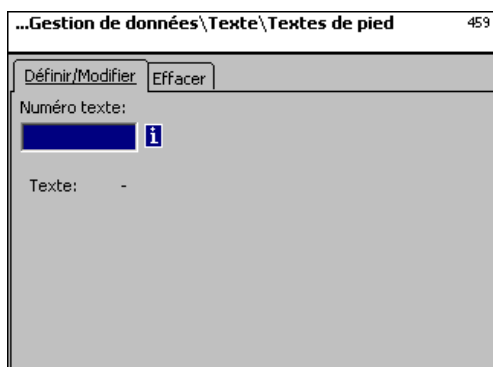 ...Gestion de données\Texte\Textes de pied 459
Définir/Modifier Effacer
Numéro texte:
i
Texte: -